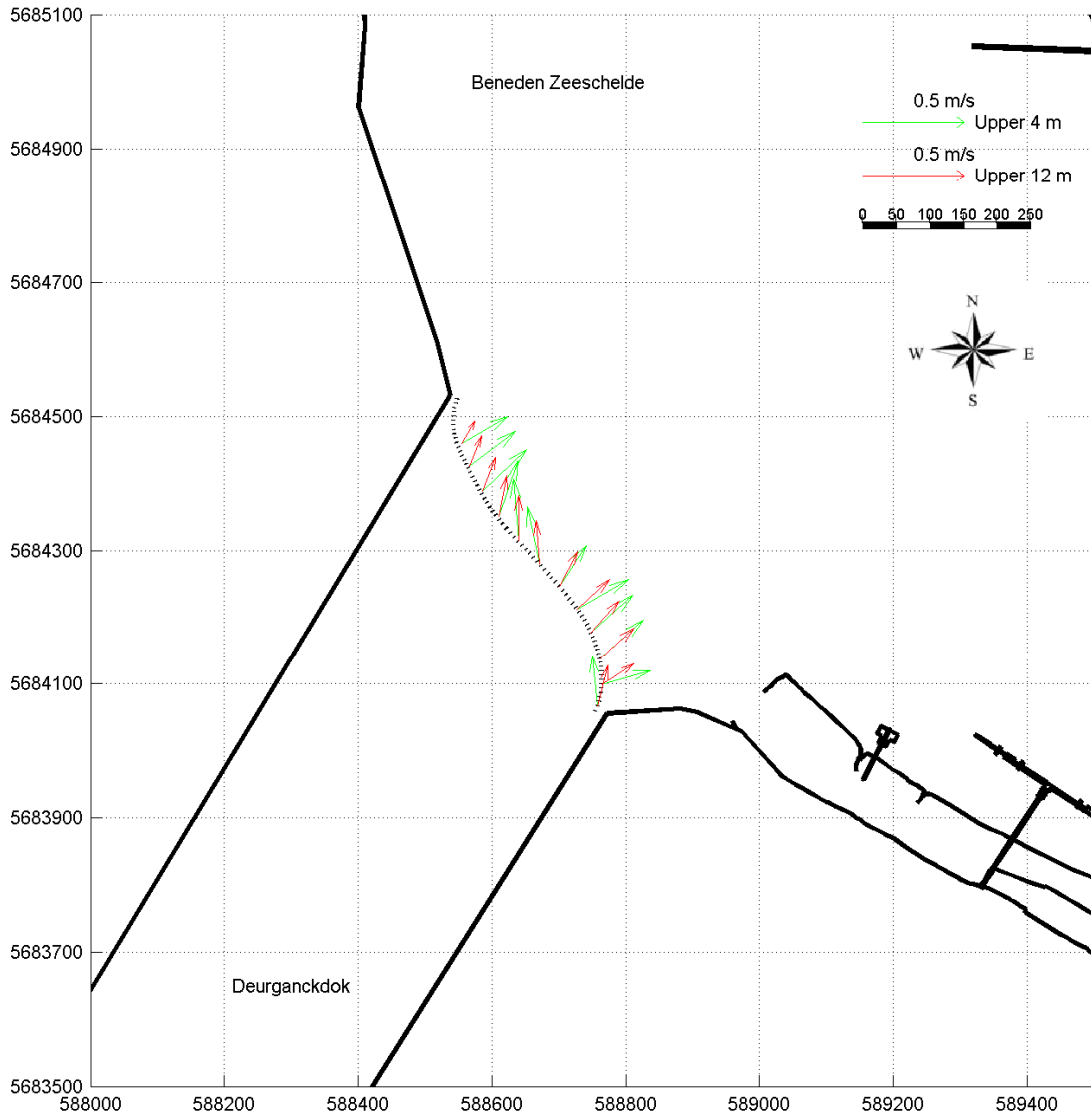 5685100
Beneden Zeeschelde
0.5 m/s
Upper 4 m
5684900
0.5 m/s
Upper 12 m
0 50 100 150 200 250
5684700
N
W E
S
5684500
5684300
5684100
5683900
5683700
Deurganckdok
5683500
588000 588200 588400 588600 588800 589000 589200 589400